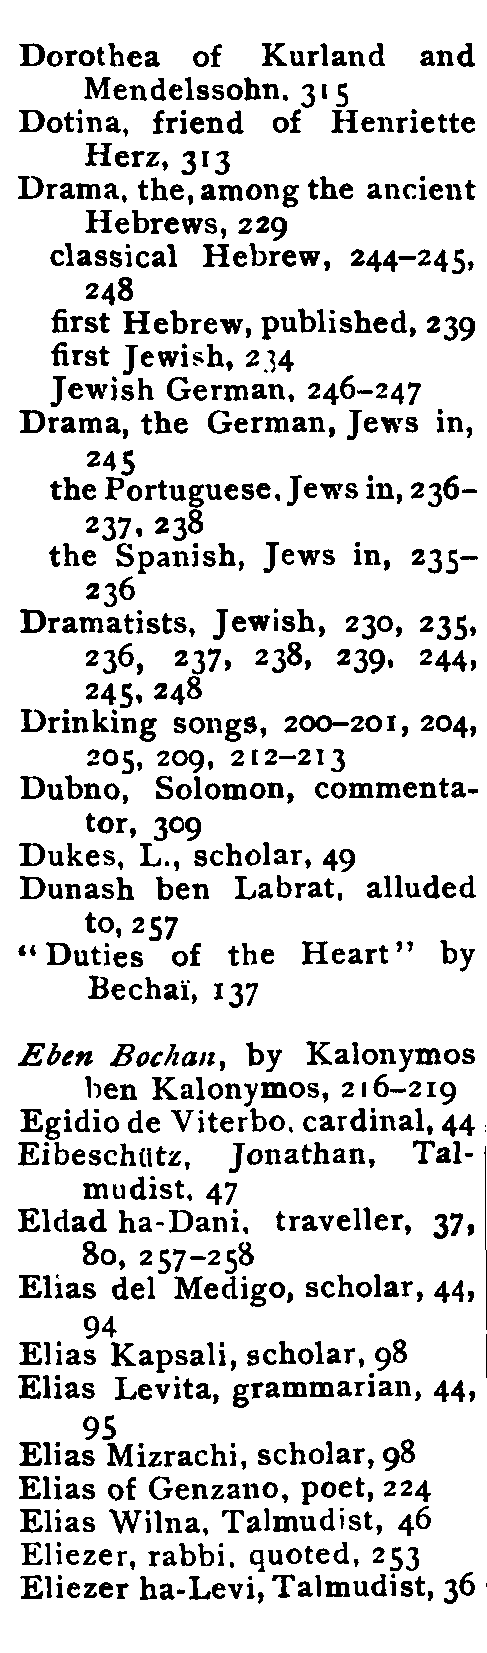 Dorothea of Kurland and
Mendelssohn, 315
Dotina, friend of Henriette
Herz, 313
Drama, the, among the ancient
Hebrews, 229
classical Hebrew, 244–245,
248
first Hebrew, published, 239
first Jewish, 234
Jewish German, 246–247
Drama, the German, Jews in,
245
the Portuguese, Jews in, 236–
237, 238
the Spanish, Jews in, 235–
236
Dramatists, Jewish, 230, 235,
236, 237, 238, 239, 244,
245, 248
Drinking songs, 200–201, 204,
205, 209, 212–213
Dubno, Solomon, commenta-
tor, 309
Dukes, L., scholar, 49
Dunash ben Labrat, alluded
to, 257
“Duties of the Heart” by
Bechaï, 137
Eben Bochan, by Kalonymos
ben Kalonymos, 216–219
Egidio de Viterbo, cardinal, 44
Eibeschütz, Jonathan, Tal-
mudist, 47
Eldad ha-Dani, traveller, 37,
80, 257–258
Elias del Medigo, scholar, 44,
94
Elias Kapsali, scholar, 98
Elias Levita, grammarian, 44,
95
Elias Mizrachi, scholar, 98
Elias of Genzano, poet, 224
Elias Wilna, Talmudist, 46
Eliezer, rabbi, quoted, 253
Eliezer ha-Levi, Talmudist, 36